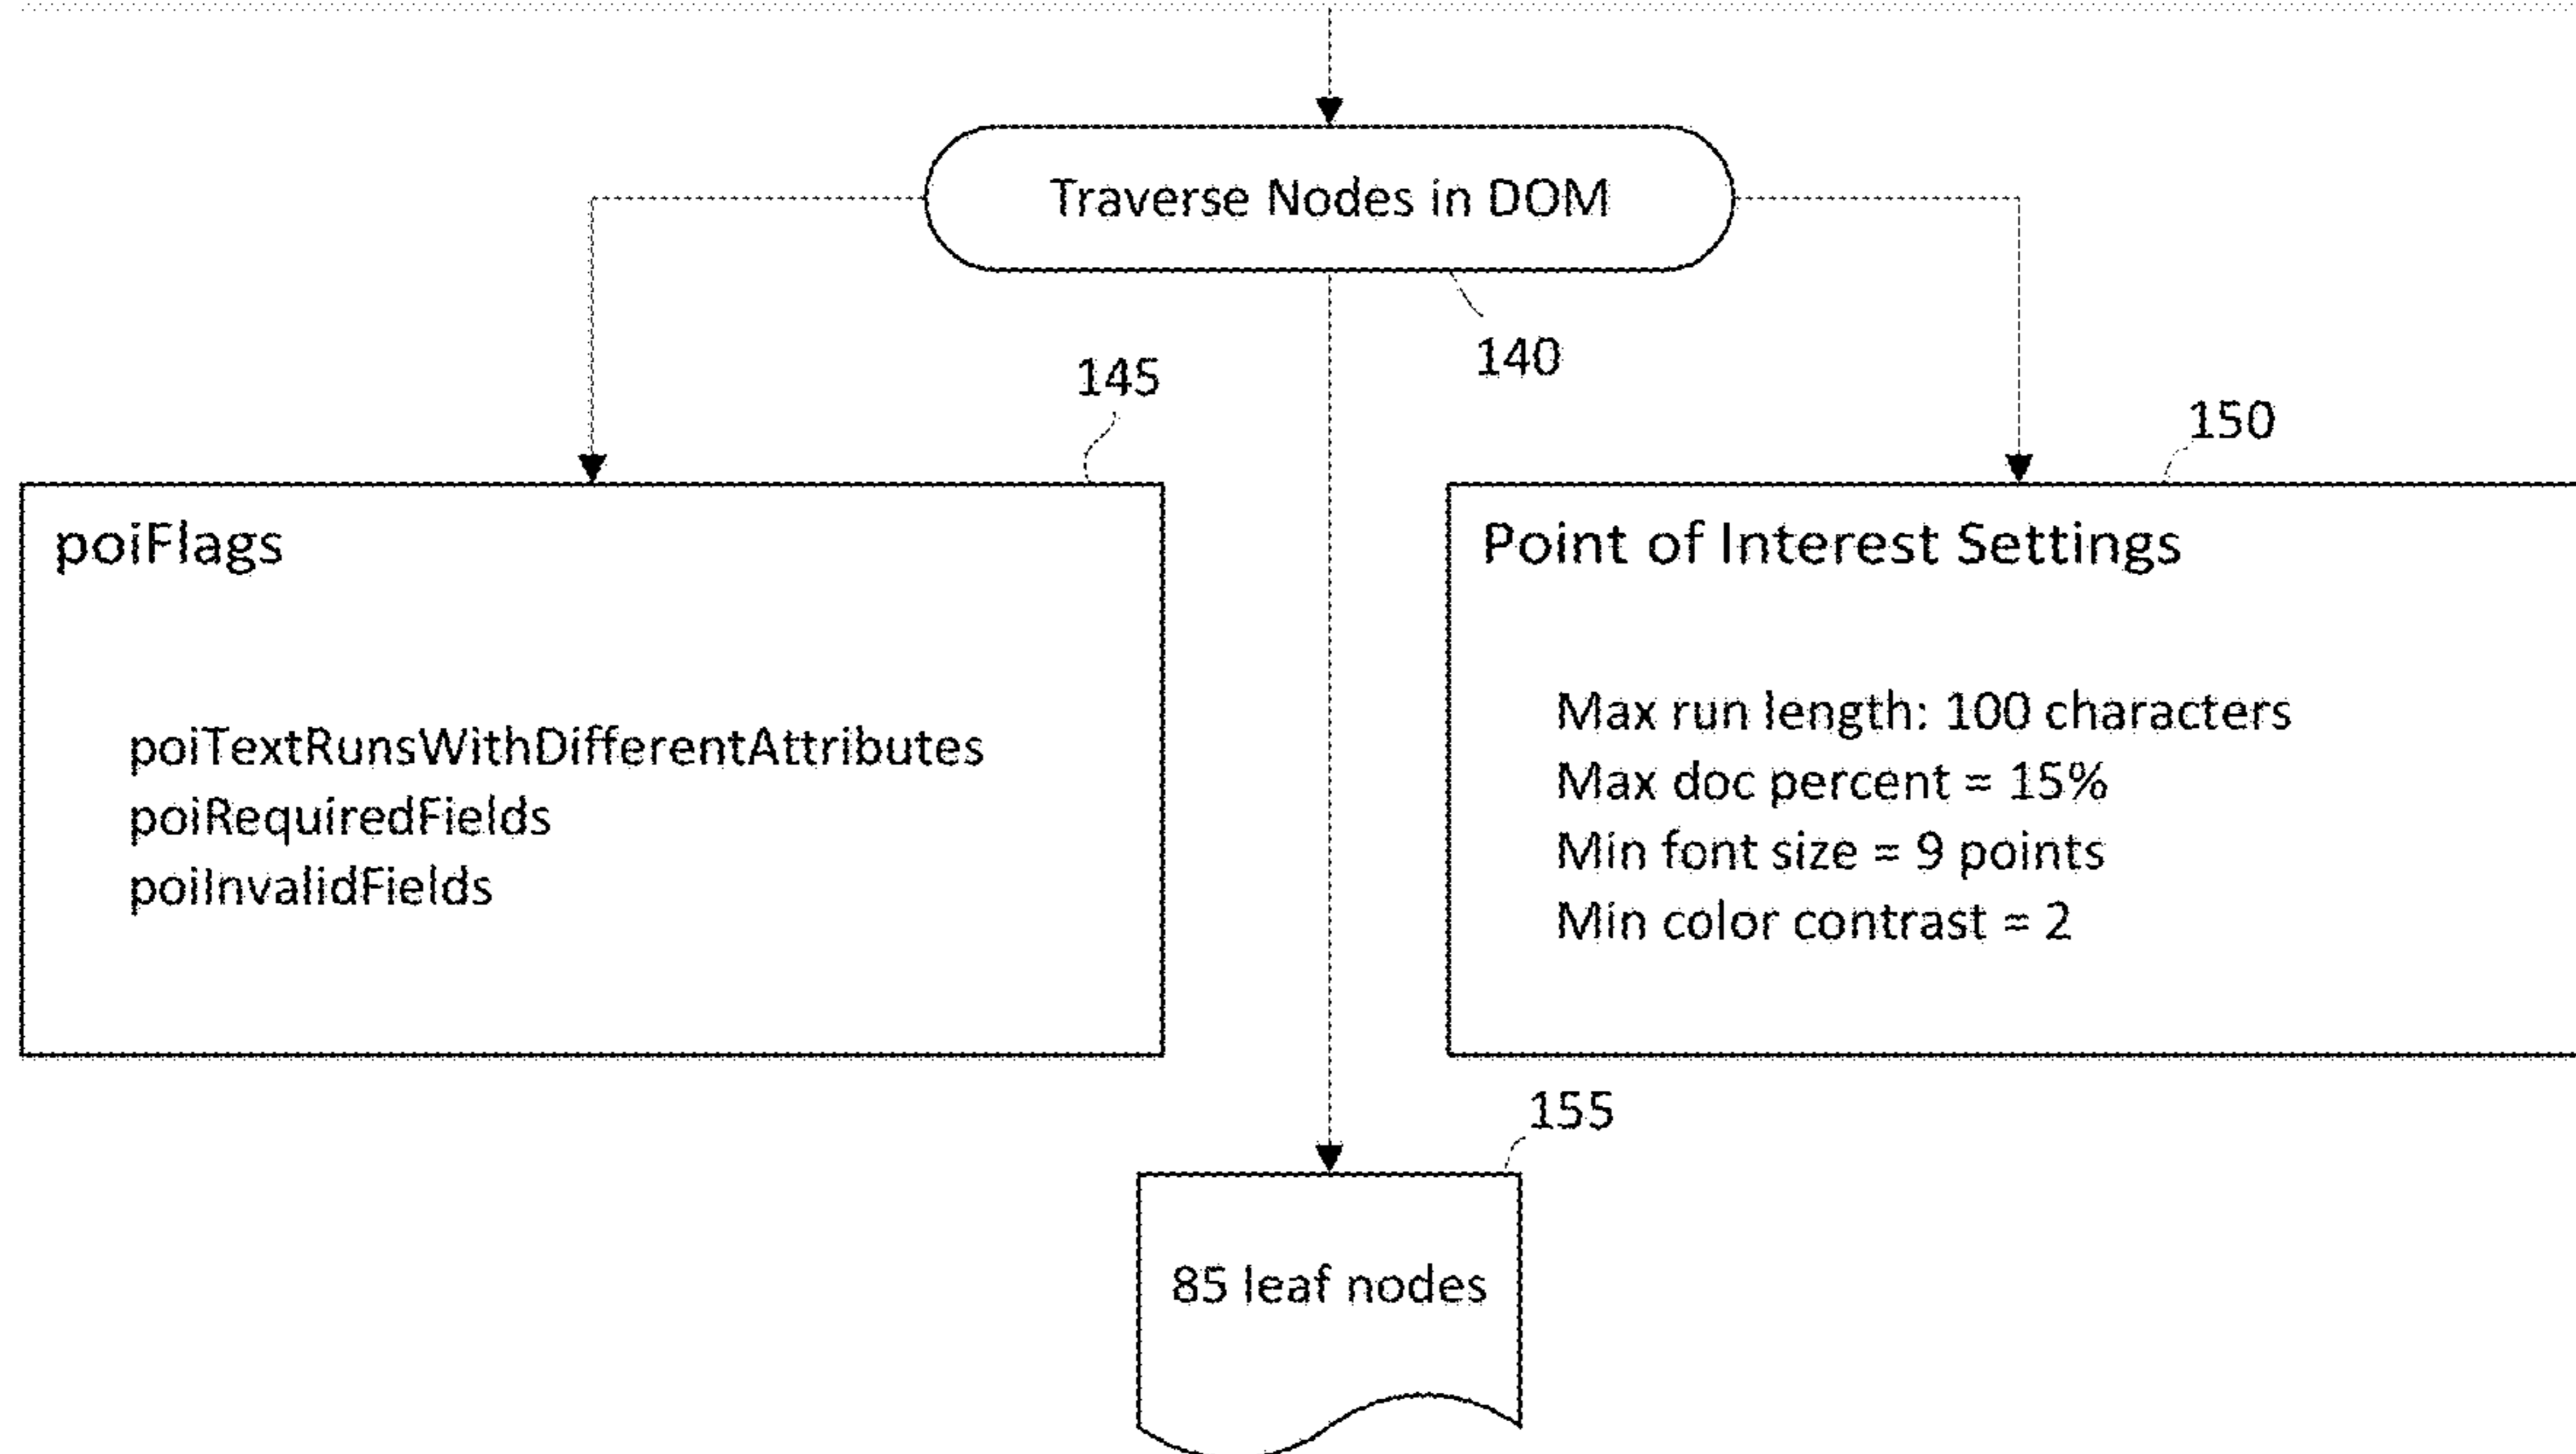 Traverse Nodes in DOM
140
145
150
poiFlags
poiTextRunsWithDifferentAttributes
poiRequiredFields
poiInvalidFields
Point of Interest Settings
Max run length: 100 characters
Max doc percent = 15%
Min font size = 9 points
Min color contrast = 2
155
85 leaf nodes